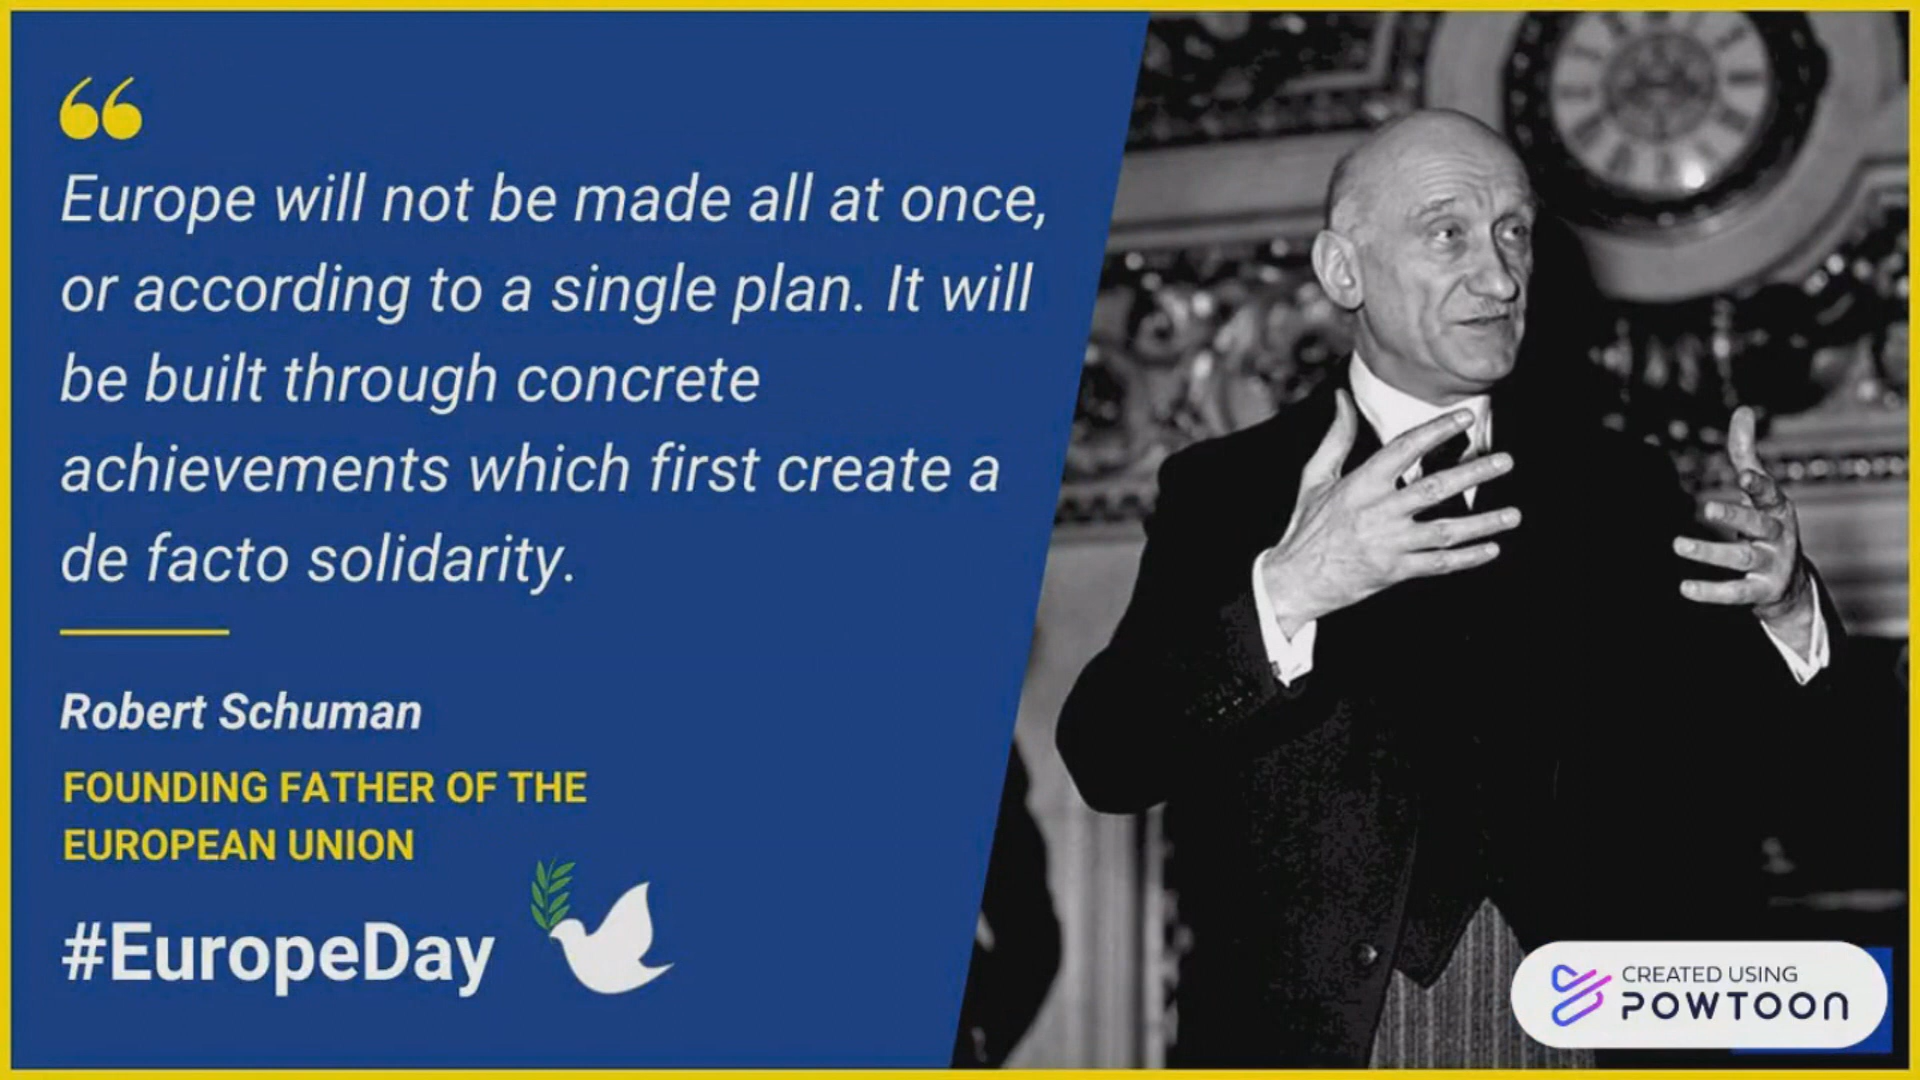 “
Europe will not be made all at once,
or according to a single plan. It will
be built through concrete
achievements which first create a
de facto solidarity.
Robert Schuman
FOUNDING FATHER OF THE
EUROPEAN UNION
#EuropeDay
CREATED USING
POWTOON